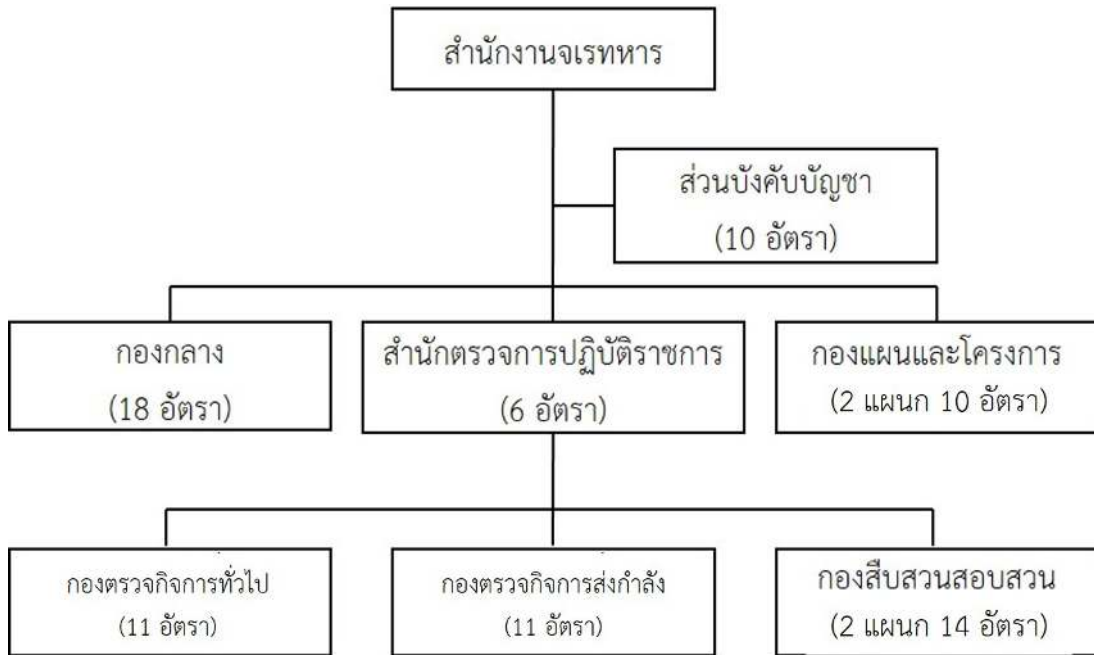 สำนักงานจเรทหาร
ส่วนบังคับบัญชา
(10 อัตรา)
กองกลาง
(18 อัตรา)
สำนักตรวจการปฏิบัติราชการ
(6 อัตรา)
กองแผนและโครงการ
(2 แผนก 10 อัตรา)
กองตรวจกิจการทั่วไป
(11 อัตรา)
กองตรวจกิจการส่งกำลัง
(11 อัตรา)
กองสืบสวนสอบสวน
(2 แผนก 14 อัตรา)